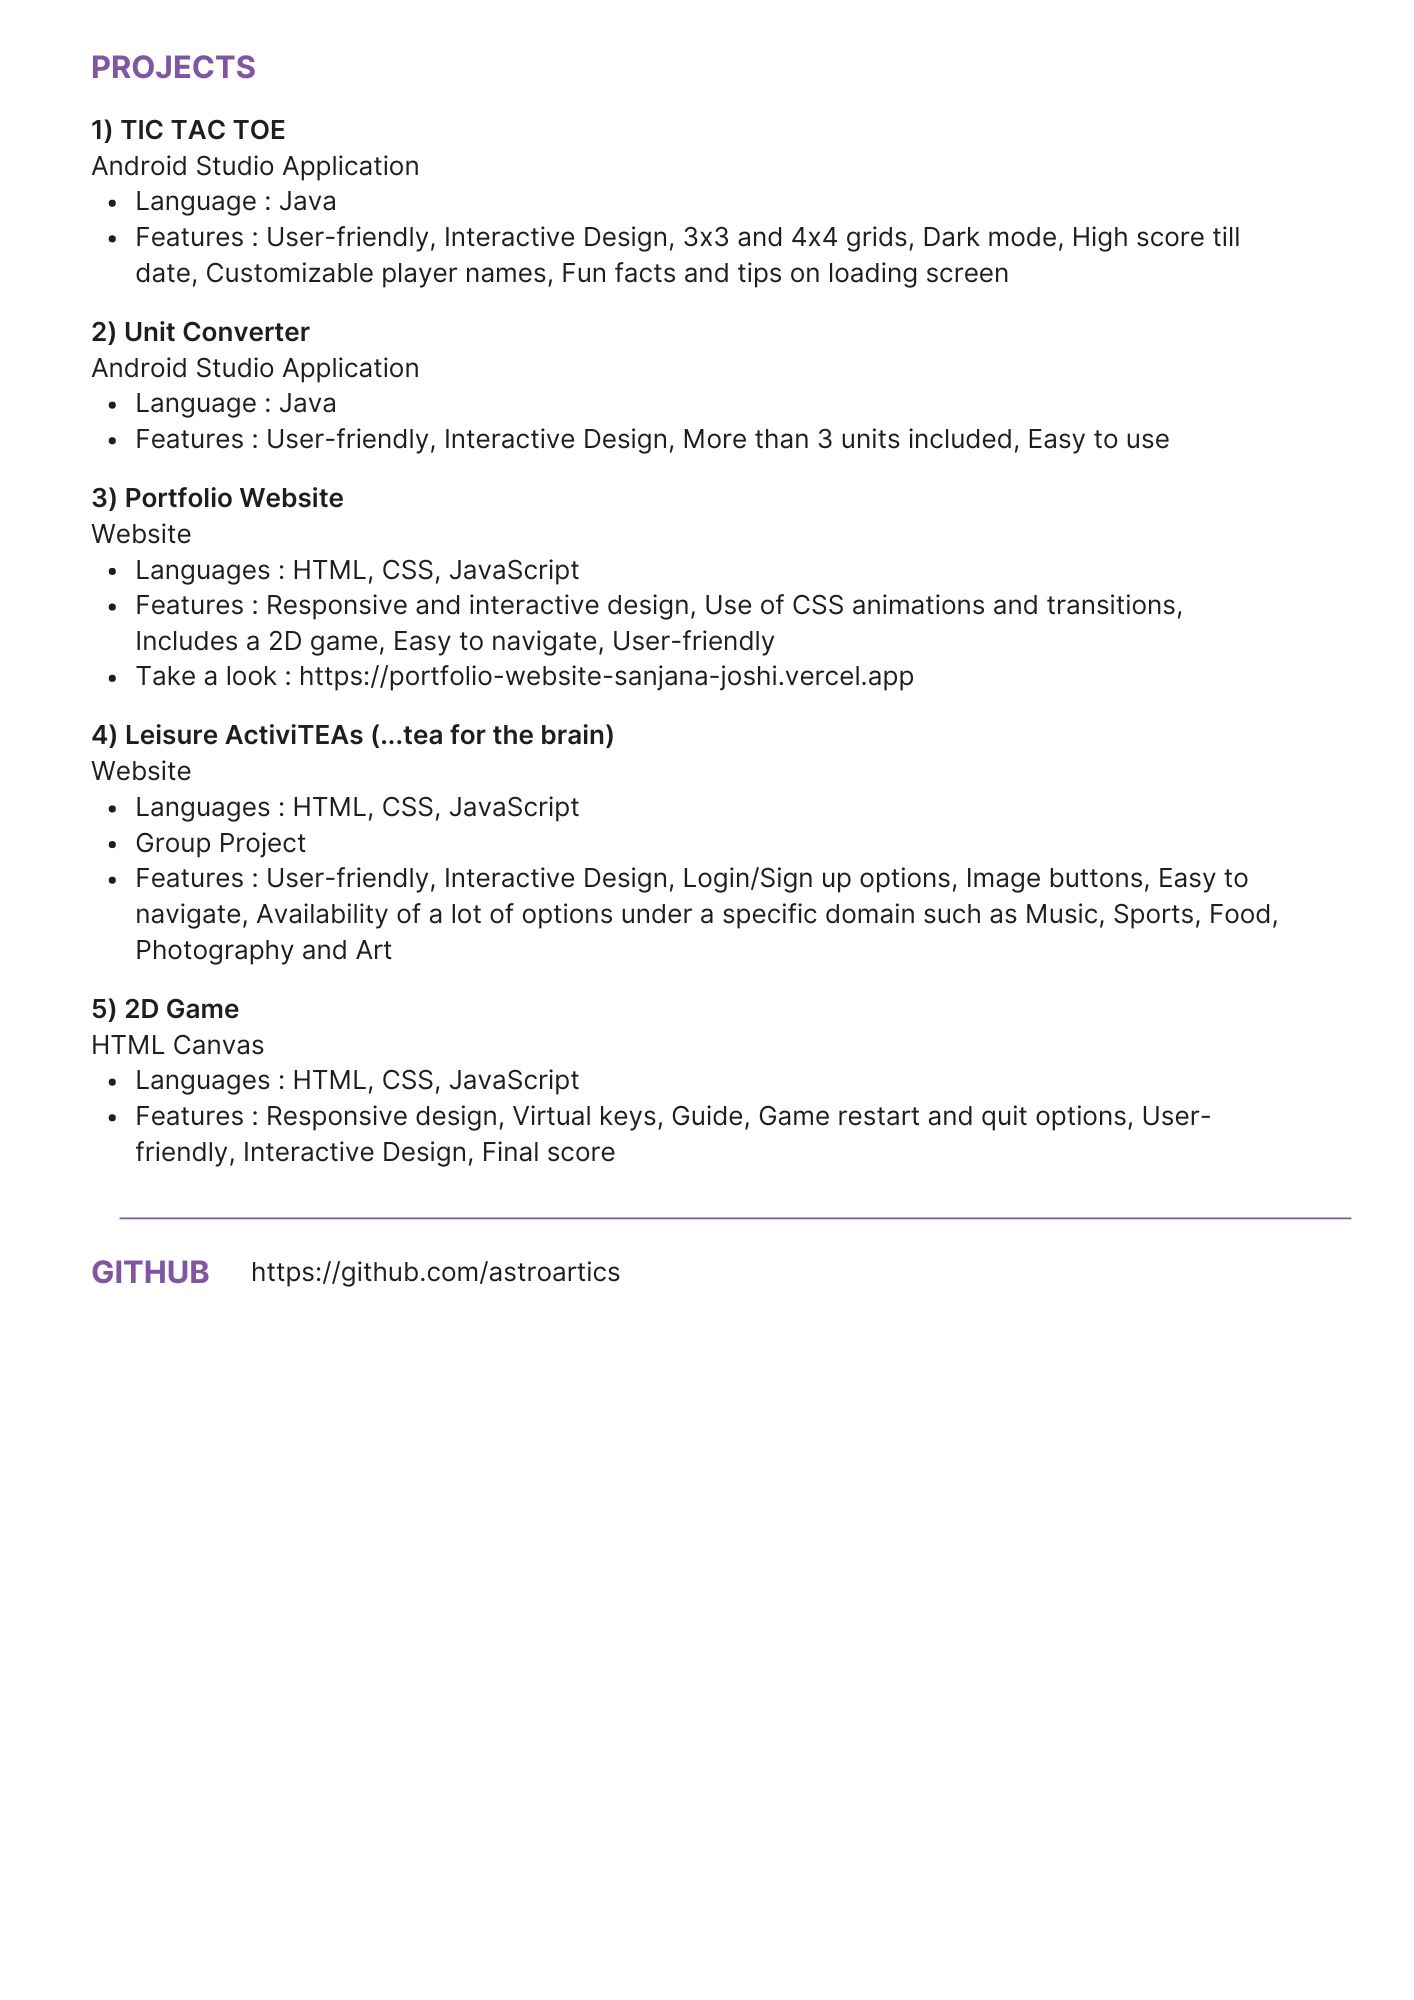 PROJECTS
1) TIC TAC TOE
Android Studio Application
• Language : Java
• Features : User-friendly, Interactive Design, 3x3 and 4x4 grids, Dark mode, High score till
date, Customizable player names, Fun facts and tips on loading screen
2) Unit Converter
Android Studio Application
• Language : Java
• Features : User-friendly, Interactive Design, More than 3 units included, Easy to use
3) Portfolio Website
Website
• Languages : HTML, CSS, JavaScript
• Features : Responsive and interactive design, Use of CSS animations and transitions,
Includes a 2D game, Easy to navigate, User-friendly
• Take a look : https://portfolio-website-sanjana-joshi.vercel.app
4) Leisure ActiviTEAs (...tea for the brain)
Website
• Languages : HTML, CSS, JavaScript
• Group Project
• Features : User-friendly, Interactive Design, Login/Sign up options, Image buttons, Easy to
navigate, Availability of a lot of options under a specific domain such as Music, Sports, Food,
Photography and Art
5) 2D Game
HTML Canvas
• Languages : HTML, CSS, JavaScript
• Features : Responsive design, Virtual keys, Guide, Game restart and quit options, User-
friendly, Interactive Design, Final score
GITHUB https://github.com/astroartics